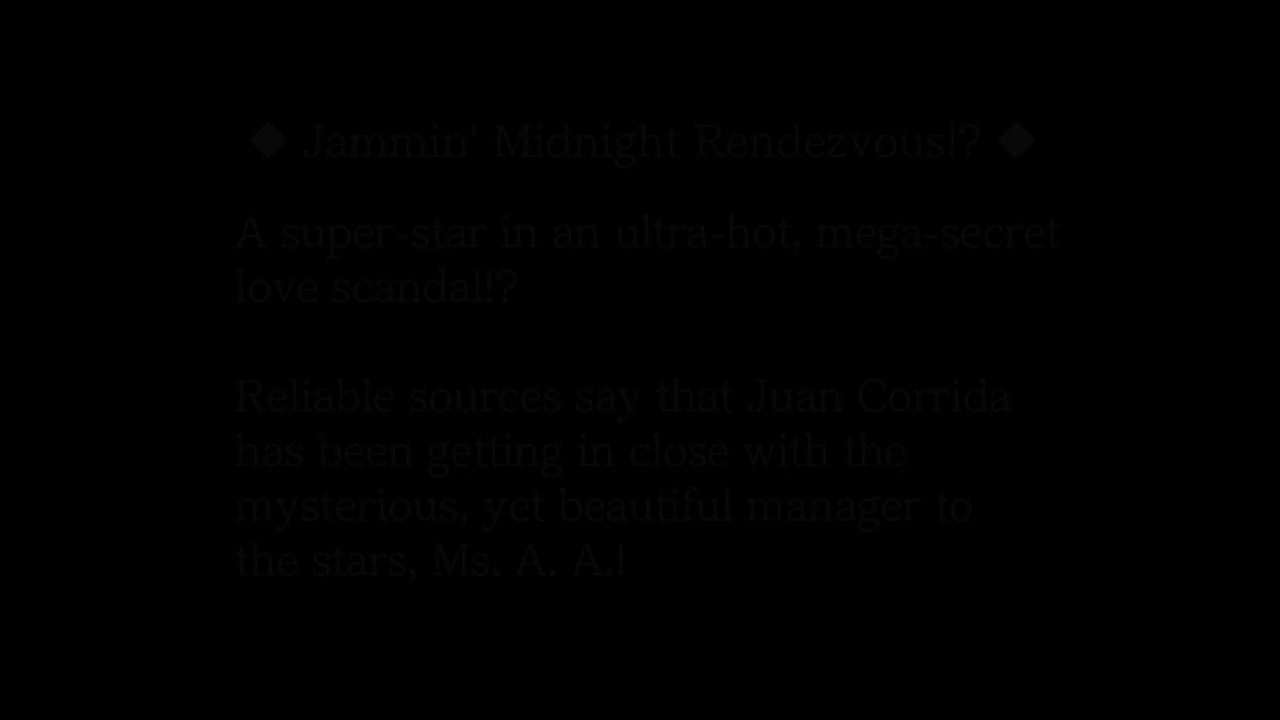 ◆ Jammin' Midnight Rendezvous!? ◆
A super-star in an ultra-hot, mega-secret
love scandal!?
Reliable sources say that Juan Corrida
has been getting in close with the
mysterious, yet beautiful manager to
the stars, Ms. A. A.!